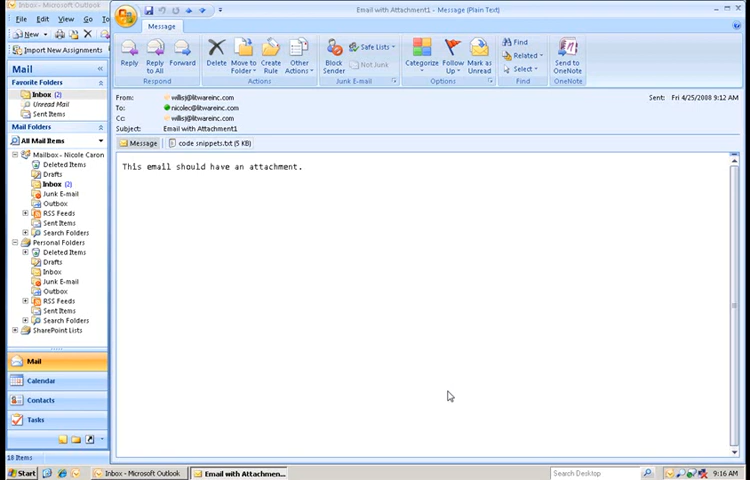 Inbox - Microsoft Outlook
Email with Attachment1 - Message (Plain Text)
File Edit View Go
New
Message
Import New Assignments
Reply
Reply to All
Forward
Delete
Move to Folder
Create Rule
Other Actions
Block Sender
Safe Lists
Not Junk
Categorize
Follow Up
Mark as Unread
Find
Related
Select
Send to OneNote
Respond
Actions
Junk E-mail
Options
Find
OneNote
Mail
Favorite Folders
Inbox (2)
Unread Mail
Sent Items
Mail Folders
All Mail Items
Mailbox - Nicole Caron
Deleted Items
Drafts
Inbox (2)
Junk E-mail
Outbox
RSS Feeds
Sent Items
Search Folders
Personal Folders
Deleted Items
Drafts
Inbox
Junk E-mail
Outbox
RSS Feeds
Sent Items
Search Folders
SharePoint Lists
Mail
Calendar
Contacts
Tasks
18 Items
From: willisj@litwareinc.com
Sent: Fri 4/25/2008 9:12 AM
To: nicolec@litwareinc.com
Cc: willisj@litwareinc.com
Subject: Email with Attachment1
Message code snippets.txt (5 KB)
This email should have an attachment.
Start
Inbox - Microsoft Outlook
Email with Attachmen...
Search Desktop
9:16 AM